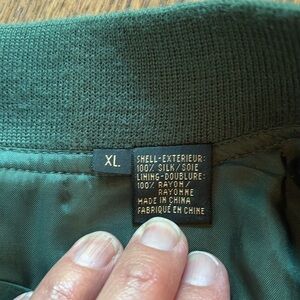 XL
SHELL-EXTERIEUR:
100% SILK/SOIE
LINING-DOUBLURE:
100% RAYON/
RAYONNE
MADE IN CHINA
FABRIQUÉ EN CHINE